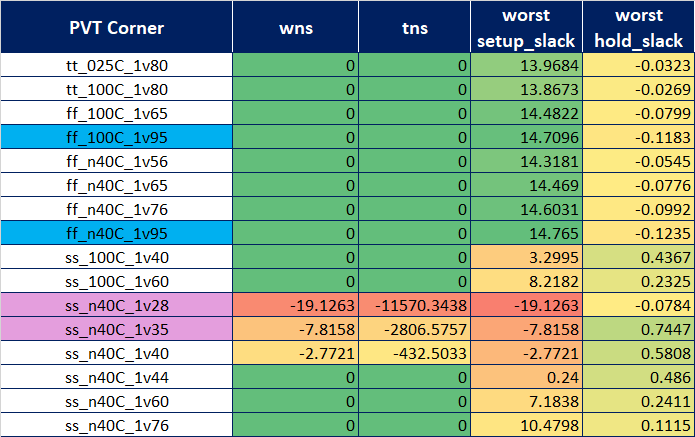 PVT Corner wns tns worst setup_slack worst hold_slack
tt_025C_1v80 0 0 13.9684 -0.0323
tt_100C_1v80 0 0 13.8673 -0.0269
ff_100C_1v65 0 0 14.4822 -0.0799
ff_100C_1v95 0 0 14.7096 -0.1183
ff_n40C_1v56 0 0 14.3181 -0.0545
ff_n40C_1v65 0 0 14.469 -0.0776
ff_n40C_1v76 0 0 14.6031 -0.0992
ff_n40C_1v95 0 0 14.765 -0.1235
ss_100C_1v40 0 0 3.2995 0.4367
ss_100C_1v60 0 0 8.2182 0.2325
ss_n40C_1v28 -19.1263 -11570.3438 -19.1263 -0.0784
ss_n40C_1v35 -7.8158 -2806.5757 -7.8158 0.7447
ss_n40C_1v40 -2.7721 -432.5033 -2.7721 0.5808
ss_n40C_1v44 0 0 0.24 0.486
ss_n40C_1v60 0 0 7.1838 0.2411
ss_n40C_1v76 0 0 10.4798 0.1115